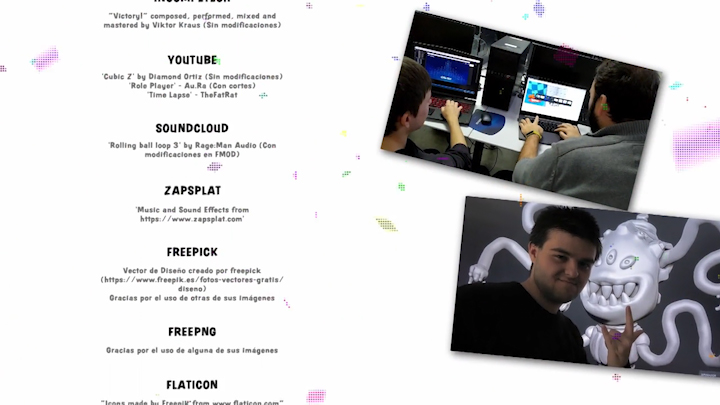 "Victory!" composed, performed, mixed and
mastered by Viktor Kraus (Sin modificaciones)
YOUTUBE
'Cubic Z' by Diamond Ortiz (Sin modificaciones)
'Role Player' - Au.Ra (Con cortes)
'Time Lapse' - TheFatRat
SOUNDCLOUD
'Rolling ball loop 3' by Rage:Man Audio (Con
modificaciones en FMOD)
ZAPSPLAT
'Music and Sound Effects from
https://www.zapsplat.com'
FREEPICK
Vector de Diseño creado por freepick
(https://www.freepik.es/fotos-vectores-gratis/
diseno)
Gracias por el uso de otras de sus imágenes
FREEPNG
Gracias por el uso de alguna de sus imágenes
FLATICON
"Icons made by Freepik" from www.flaticon.com"